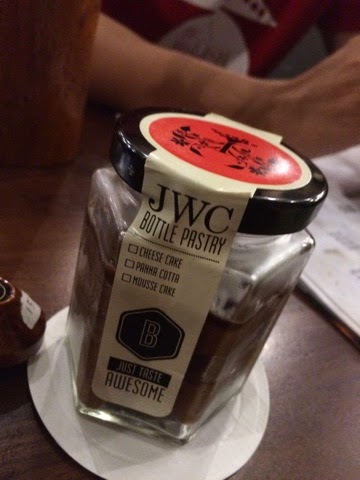 JWC
BOTTLE PASTRY
CHEESE CAKE
PANNA COTTA
MOUSSE CAKE
B
JUST TASTE
AWESOME